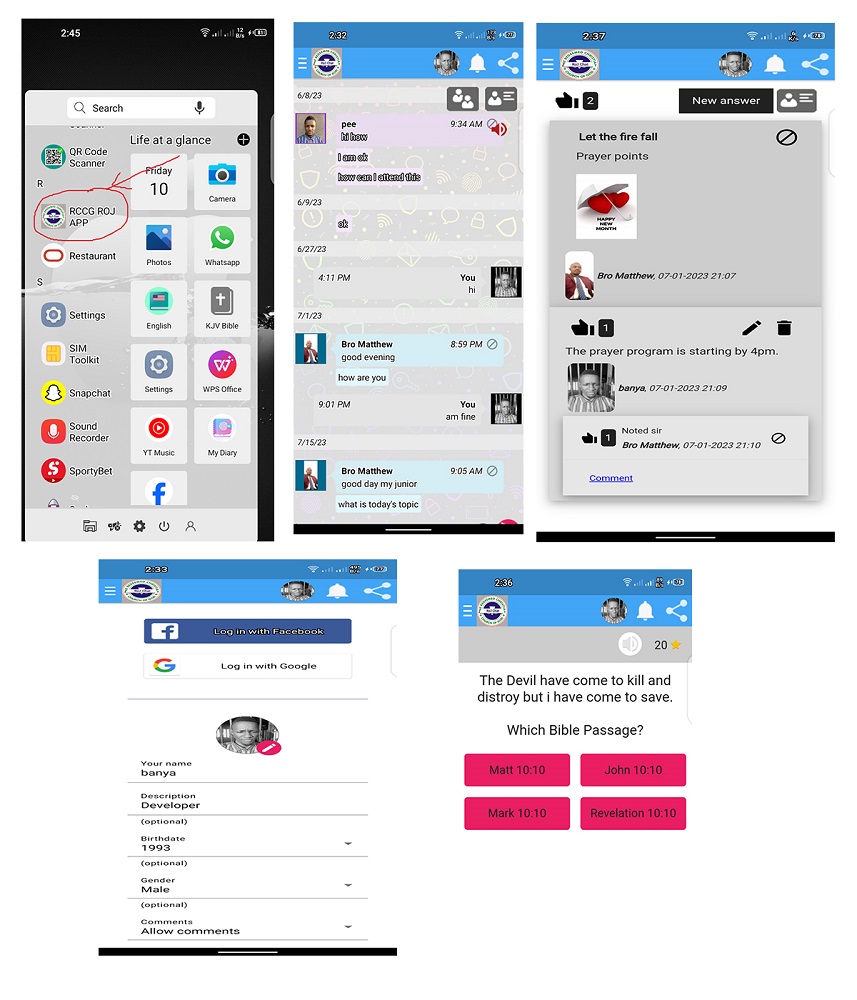 2:45
12
B/s
81
Search
Scanner
Life at a glance
QR Code
Scanner
R
RCCG ROJ
APP
Restaurant
S
Settings
SIM
Toolkit
Snapchat
Sound
Recorder
SportyBet
Friday
10
Camera
Photos
Whatsapp
English
KJV Bible
Settings
WPS Office
YT Music
My Diary
2:32
6/8/23
pee
9:34 AM
hi how
I am ok
how can I attend this
6/9/23
ok
6/27/23
4:11 PM
You
hi
7/1/23
Bro Matthew
8:59 PM
good evening
how are you
9:01 PM
You
am fine
7/15/23
Bro Matthew
9:05 AM
good day my junior
what is today's topic
2:37
2
New answer
Let the fire fall
Prayer points
HAPPY
NEW
MONTH
Bro Matthew, 07-01-2023 21:07
1
The prayer program is starting by 4pm.
banya, 07-01-2023 21:09
1
Noted sir
Bro Matthew, 07-01-2023 21:10
Comment
2:33
Log in with Facebook
Log in with Google
Your name
banya
Description
Developer
(optional)
Birthdate
1993
(optional)
Gender
Male
(optional)
Comments
Allow comments
2:36
20
The Devil have come to kill and
distroy but i have come to save.
Which Bible Passage?
Matt 10:10
John 10:10
Mark 10:10
Revelation 10:10